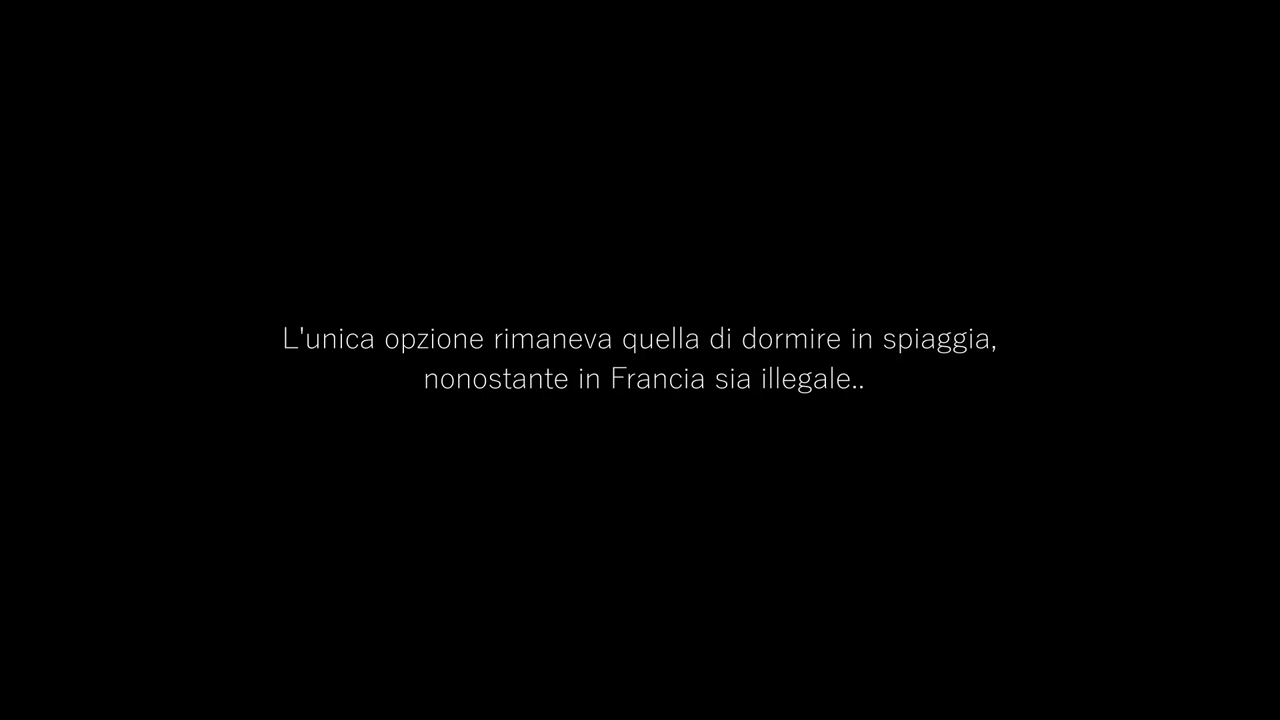 L'unica opzione rimaneva quella di dormire in spiaggia,
nonostante in Francia sia illegale..